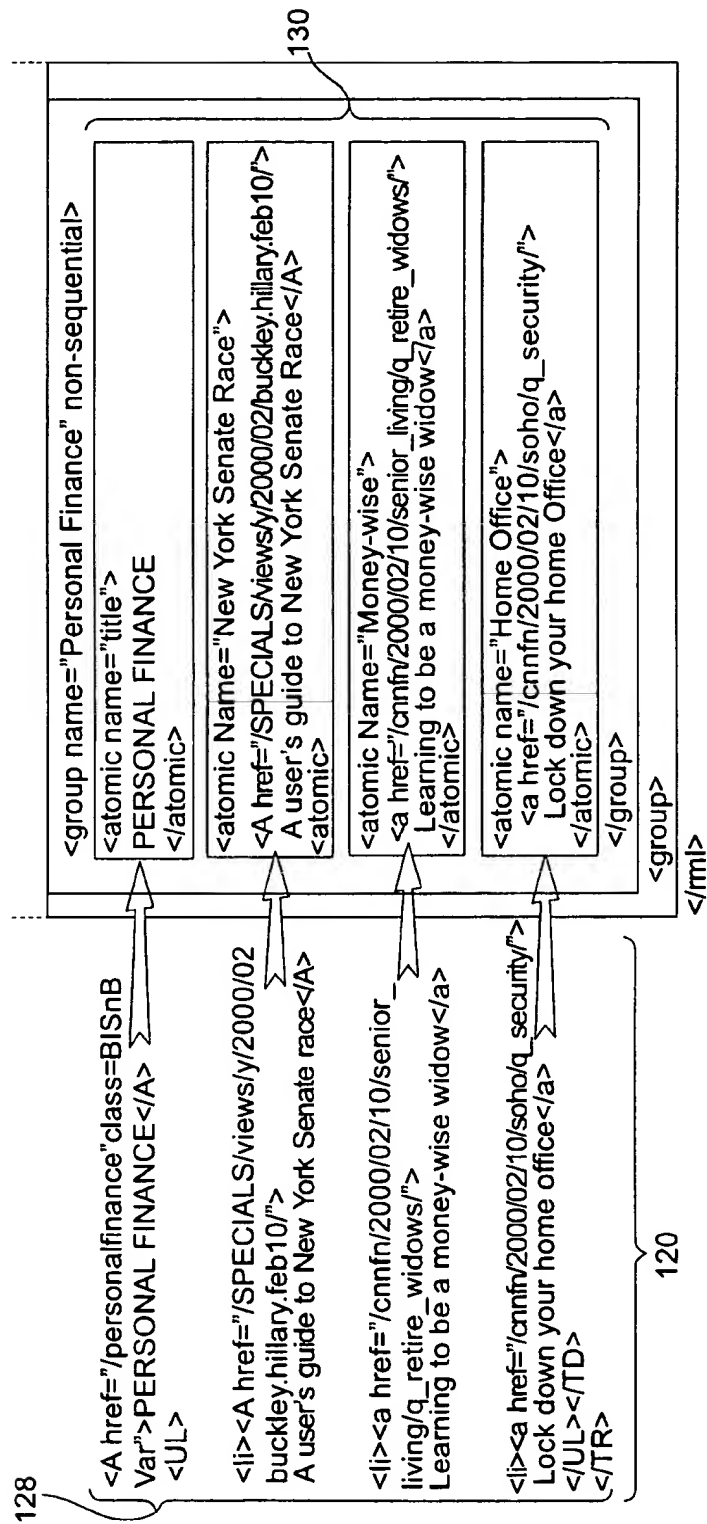 128
<A href="/personalfinance"class=BISnB
Var">PERSONAL FINANCE</A>
<UL>
<li><A href="/SPECIALS/views/y/2000/02
buckley.hillary.feb10/">
A user's guide to New York Senate race</A>
<li><a href="/cnnfn/2000/02/10/senior_
living/q_retire_widows/">
Learning to be a money-wise widow</a>
<li><a href="/cnnfn/2000/02/10/soho/q_security/">
Lock down your home office</a>
</UL></TD>
</TR>
120
<group name="Personal Finance" non-sequential>
<atomic name="title">
PERSONAL FINANCE
</atomic>
<atomic Name="New York Senate Race">
<A href="/SPECIALS/views/y/2000/02/buckley.hillary.feb10/">
A user's guide to New York Senate Race</A>
<atomic>
<atomic Name="Money-wise">
<a href="/cnnfn/2000/02/10/senior_living/q_retire_widows/">
Learning to be a money-wise widow</a>
</atomic>
<atomic name="Home Office">
<a href="/cnnfn/2000/02/10/soho/q_security/">
Lock down your home Office</a>
</atomic>
</group>
<group>
</rml>
130